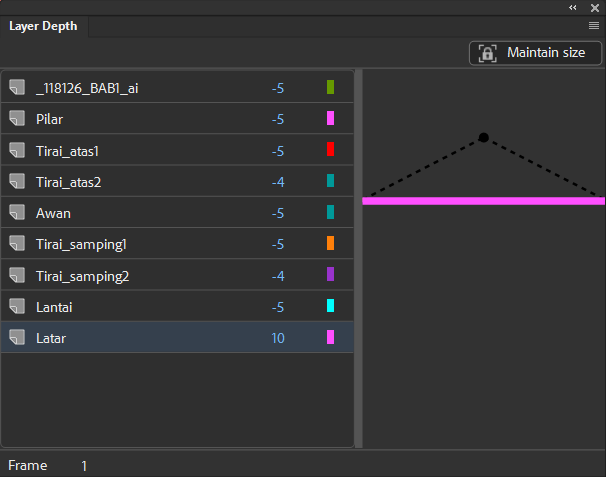 Layer Depth
Maintain size
_118126_BAB1_ai -5
Pilar -5
Tirai_atas1 -5
Tirai_atas2 -4
Awan -5
Tirai_samping1 -5
Tirai_samping2 -4
Lantai -5
Latar 10
Frame 1